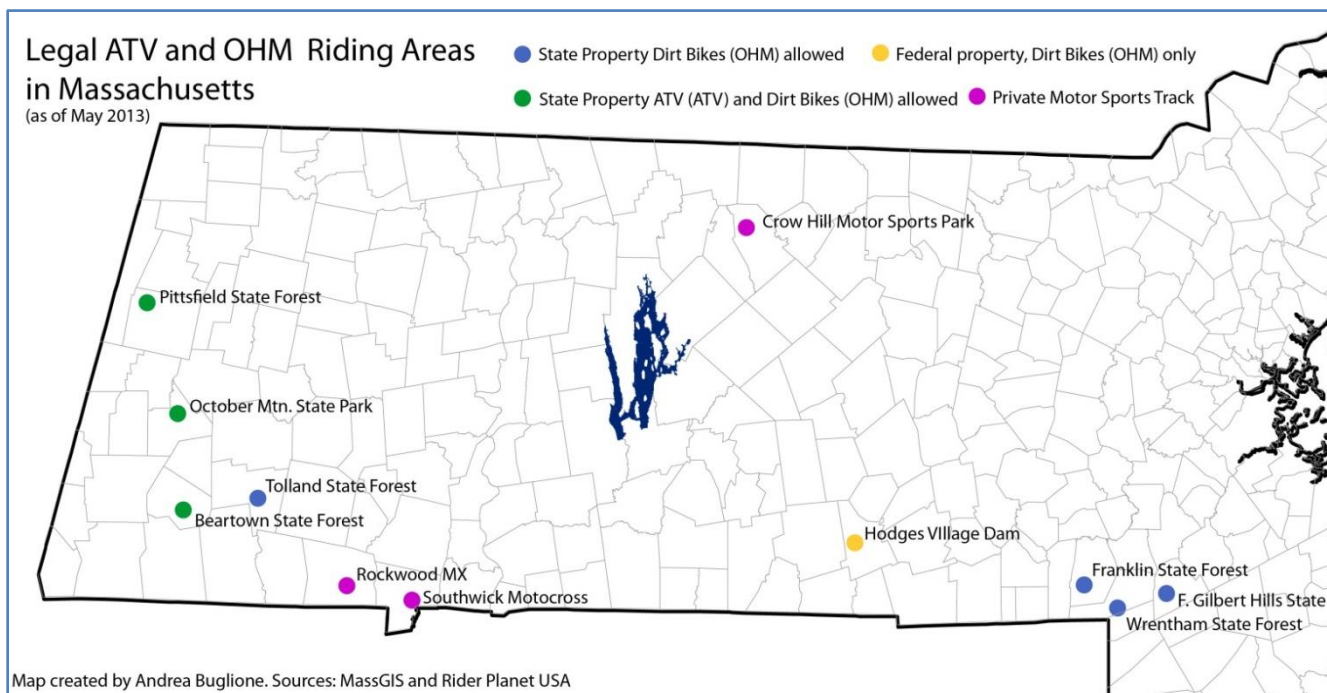 Legal ATV and OHM Riding Areas
in Massachusetts
(as of May 2013)
State Property Dirt Bikes (OHM) allowed
Federal property, Dirt Bikes (OHM) only
State Property ATV (ATV) and Dirt Bikes (OHM) allowed
Private Motor Sports Track
Crow Hill Motor Sports Park
Pittsfield State Forest
October Mtn. State Park
Tolland State Forest
Beartown State Forest
Hodges VIllage Dam
Rockwood MX
Southwick Motocross
Franklin State Forest
F. Gilbert Hills State
Wrentham State Forest
Map created by Andrea Buglione. Sources: MassGIS and Rider Planet USA